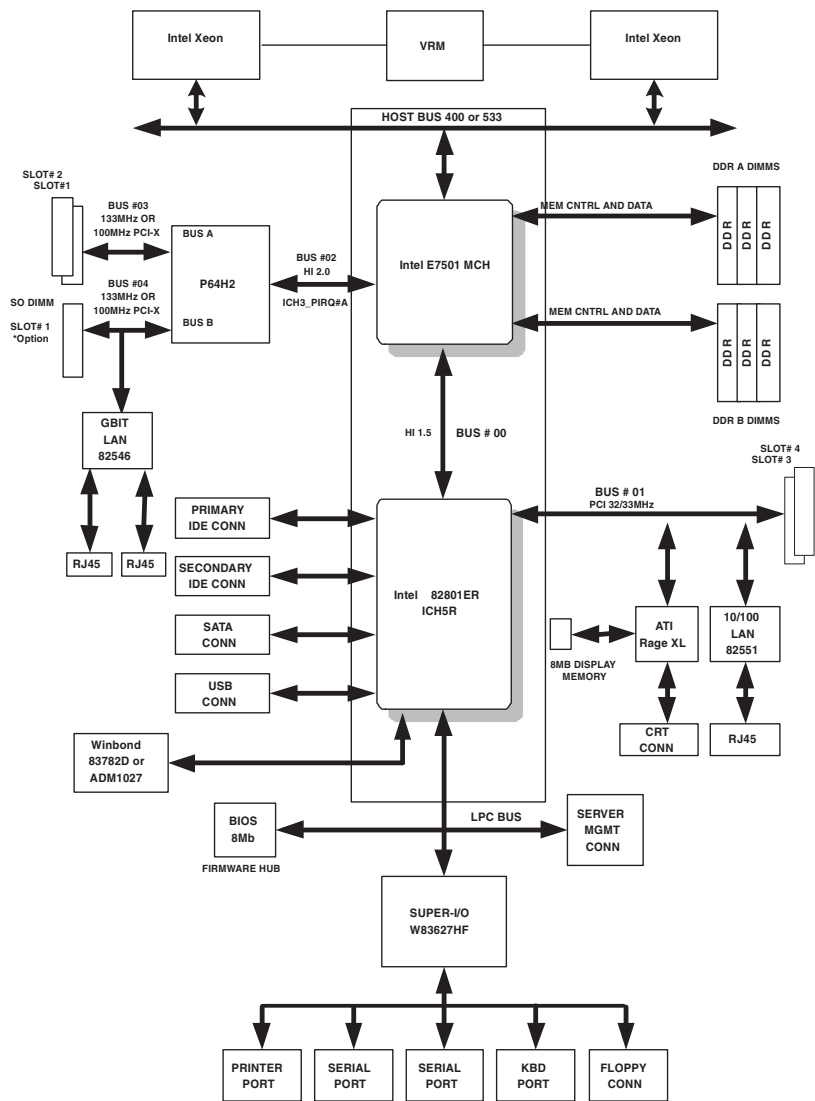 Intel Xeon
VRM
Intel Xeon
HOST BUS 400 or 533
SLOT# 2
SLOT#1
BUS #03
133MHz OR
100MHz PCI-X
BUS A
P64H2
BUS B
BUS #04
133MHz OR
100MHz PCI-X
SO DIMM
SLOT# 1
*Option
BUS #02
HI 2.0
ICH3_PIRQ#A
Intel E7501 MCH
MEM CNTRL AND DATA
DDR A DIMMS
DDR
DDR
DDR
MEM CNTRL AND DATA
DDR
DDR
DDR
DDR B DIMMS
GBIT
LAN
82546
RJ45
RJ45
HI 1.5
BUS # 00
SLOT# 4
SLOT# 3
BUS # 01
PCI 32/33MHz
PRIMARY
IDE CONN
SECONDARY
IDE CONN
SATA
CONN
USB
CONN
Intel 82801ER
ICH5R
ATI
Rage XL
10/100
LAN
82551
8MB DISPLAY
MEMORY
CRT
CONN
RJ45
Winbond
83782D or
ADM1027
BIOS
8Mb
FIRMWARE HUB
LPC BUS
SERVER
MGMT
CONN
SUPER-I/O
W83627HF
PRINTER
PORT
SERIAL
PORT
SERIAL
PORT
KBD
PORT
FLOPPY
CONN